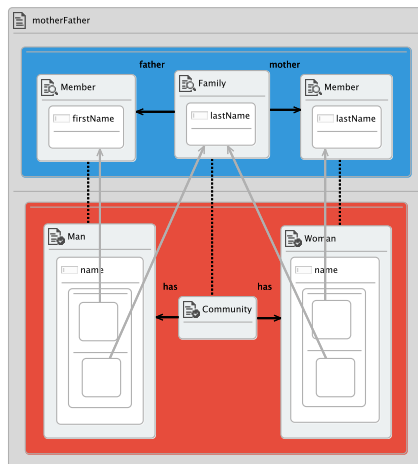 motherFather
father
mother
Member
Family
Member
firstName
lastName
lastName
Man
Woman
name
name
has
has
Community